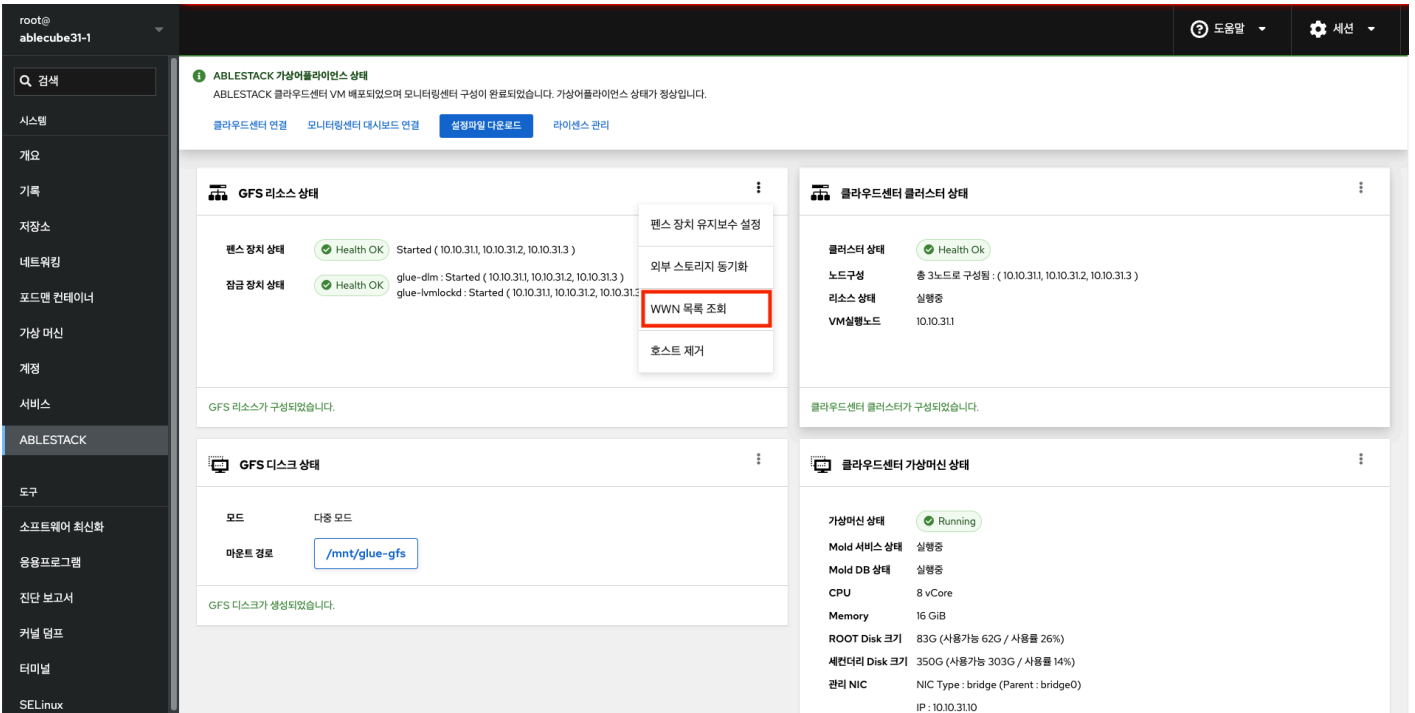 root@
ablecube31-1
도움말
세션
검색
시스템
개요
기록
저장소
네트워킹
포드맨 컨테이너
가상 머신
계정
서비스
ABLESTACK
도구
소프트웨어 최신화
응용프로그램
진단 보고서
커널 덤프
터미널
SELinux
ABLESTACK 가상어플라이언스 상태
ABLESTACK 클라우드센터 VM 배포되었으며 모니터링센터 구성이 완료되었습니다. 가상어플라이언스 상태가 정상입니다.
클라우드센터 연결 모니터링센터 대시보드 연결 설정파일 다운로드 라이센스 관리
GFS 리소스 상태
펜스 장치 상태 Health OK Started ( 10.10.31.1, 10.10.31.2, 10.10.31.3 )
잠금 장치 상태 Health OK glue-dlm : Started ( 10.10.31.1, 10.10.31.2, 10.10.31.3 )
glue-lvmlockd : Started ( 10.10.31.1, 10.10.31.2, 10.10.31.3
펜스 장치 유지보수 설정
외부 스토리지 동기화
WWN 목록 조회
호스트 제거
GFS 리소스가 구성되었습니다.
클라우드센터 클러스터 상태
클러스터 상태 Health Ok
노드구성 총 3노드로 구성됨 : ( 10.10.31.1, 10.10.31.2, 10.10.31.3 )
리소스 상태 실행중
VM실행노드 10.10.31.1
클라우드센터 클러스터가 구성되었습니다.
GFS 디스크 상태
모드 다중 모드
마운트 경로 /mnt/glue-gfs
GFS 디스크가 생성되었습니다.
클라우드센터 가상머신 상태
가상머신 상태 Running
Mold 서비스 상태 실행중
Mold DB 상태 실행중
CPU 8 vCore
Memory 16 GiB
ROOT Disk 크기 83G (사용가능 62G / 사용률 26%)
세컨더리 Disk 크기 350G (사용가능 303G / 사용률 14%)
관리 NIC NIC Type : bridge (Parent : bridge0)
IP : 10.10.31.10